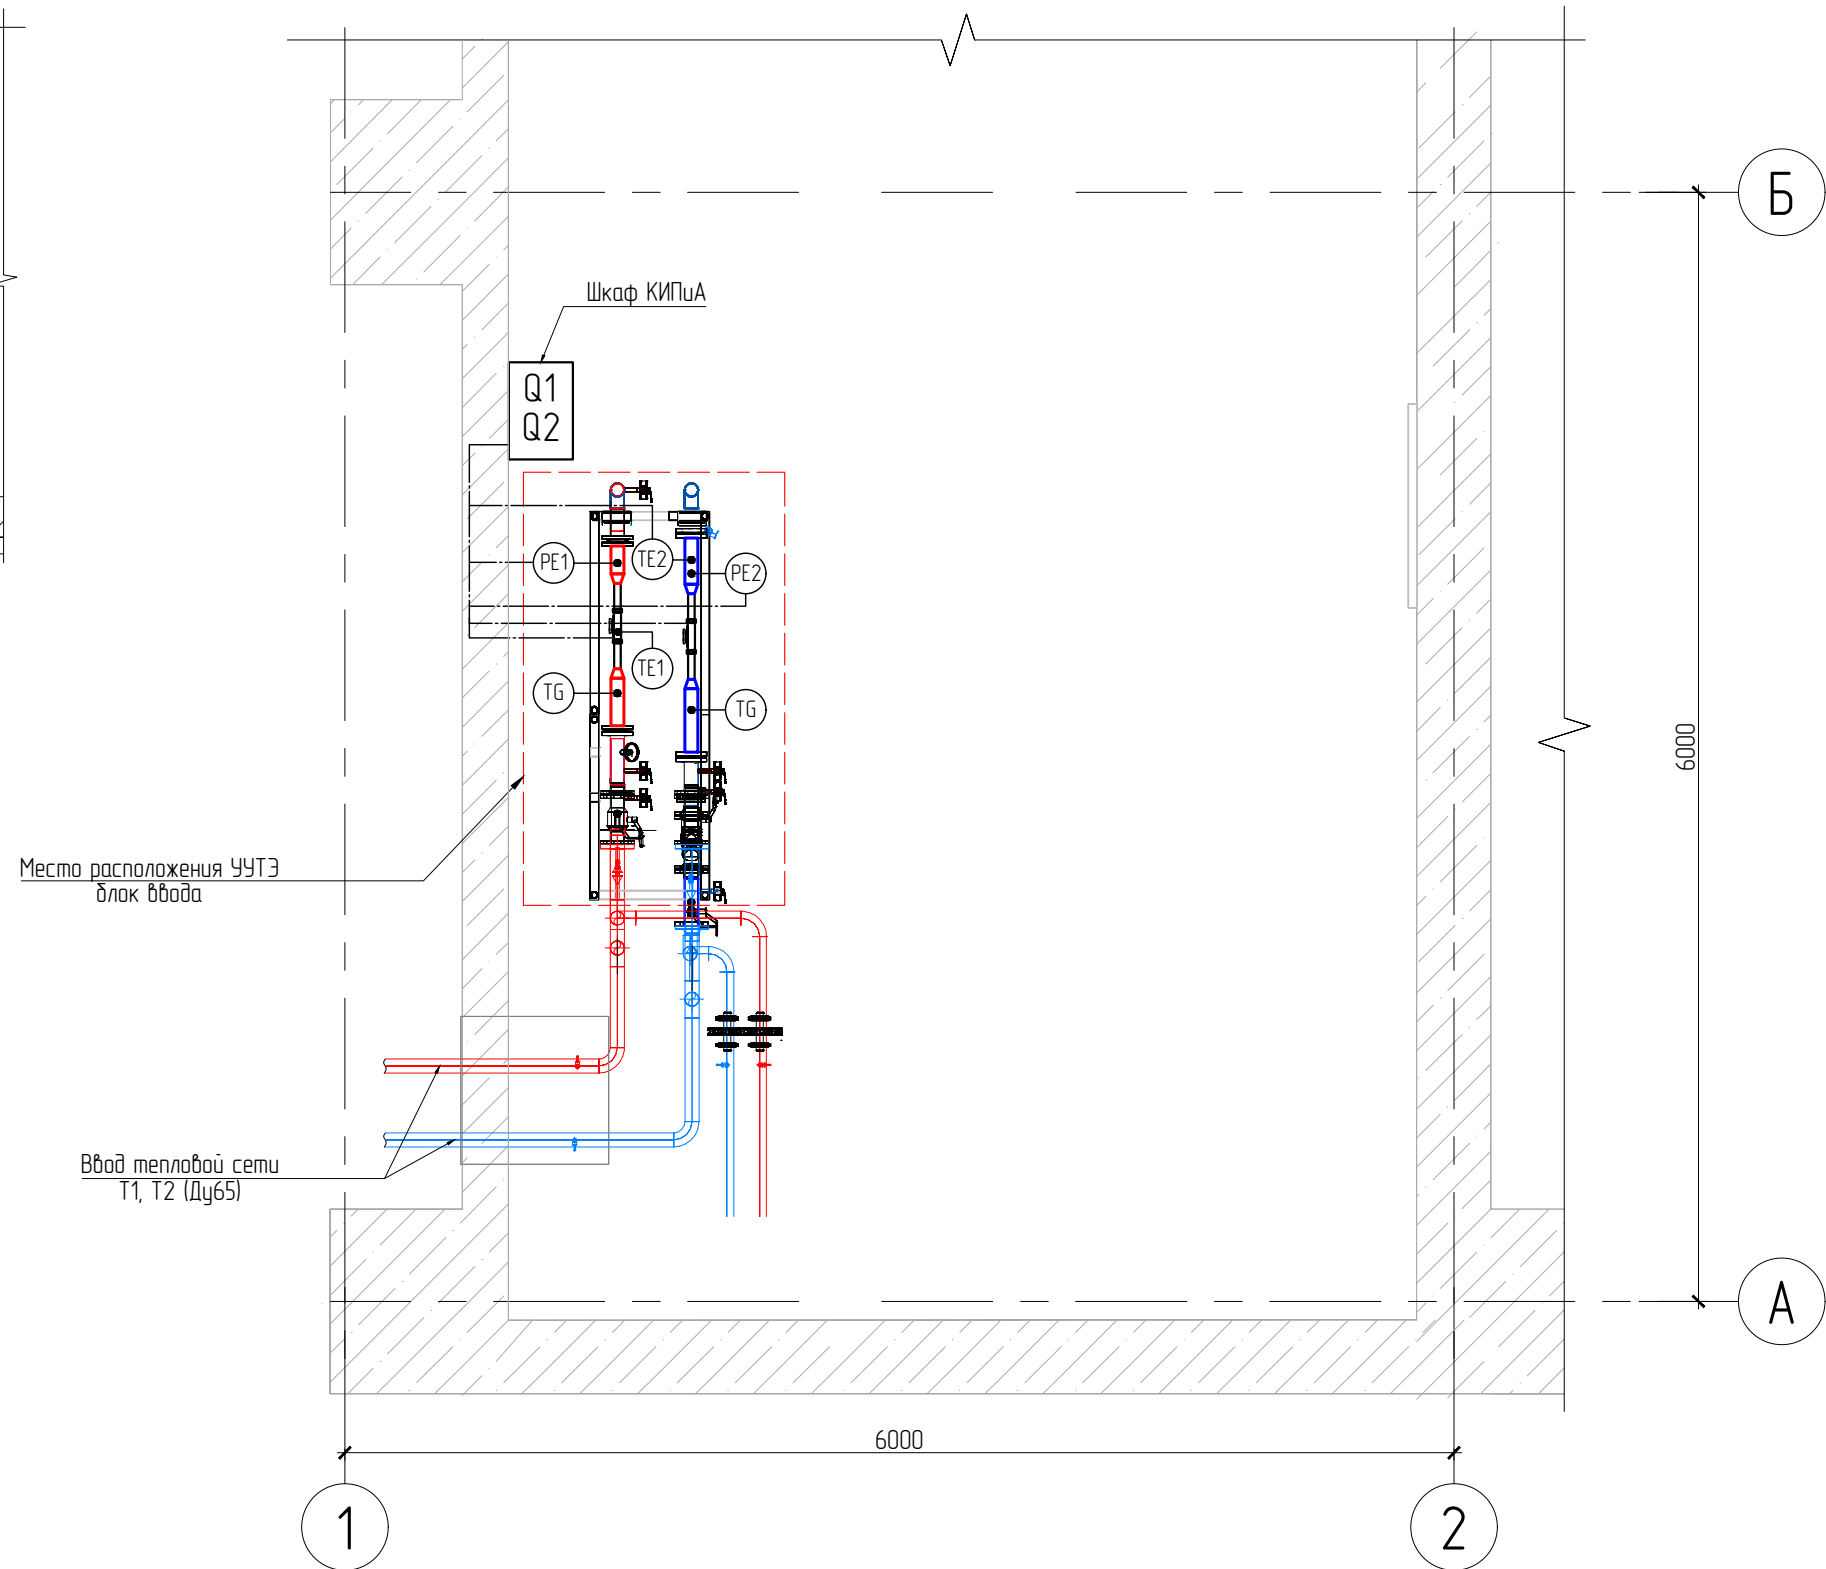 Б
Шкаф КИПиА
Q1
Q2
PE1
TE2
PE2
TE1
TG
TG
6000
Место расположения УУТЭ
блок ввода
Ввод тепловой сети
Т1, Т2 (Ду65)
А
6000
1
2